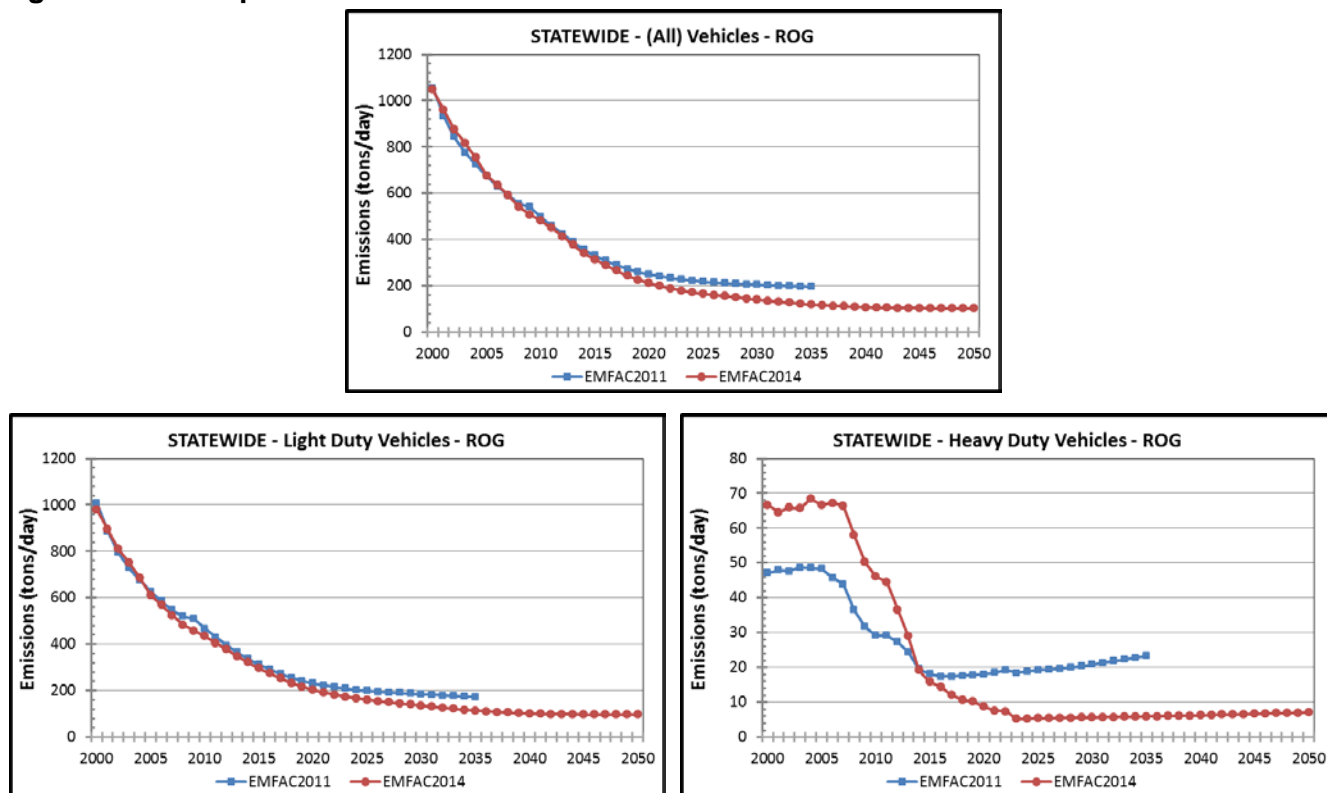 STATEWIDE - (All) Vehicles - ROG
1200
1000
800
600
400
200
0
Emissions (tons/day)
2000 2005 2010 2015 2020 2025 2030 2035 2040 2045 2050
EMFAC2011 EMFAC2014
STATEWIDE - Light Duty Vehicles - ROG
1200
1000
800
600
400
200
0
Emissions (tons/day)
2000 2005 2010 2015 2020 2025 2030 2035 2040 2045 2050
EMFAC2011 EMFAC2014
STATEWIDE - Heavy Duty Vehicles - ROG
80
70
60
50
40
30
20
10
0
Emissions (tons/day)
2000 2005 2010 2015 2020 2025 2030 2035 2040 2045 2050
EMFAC2011 EMFAC2014